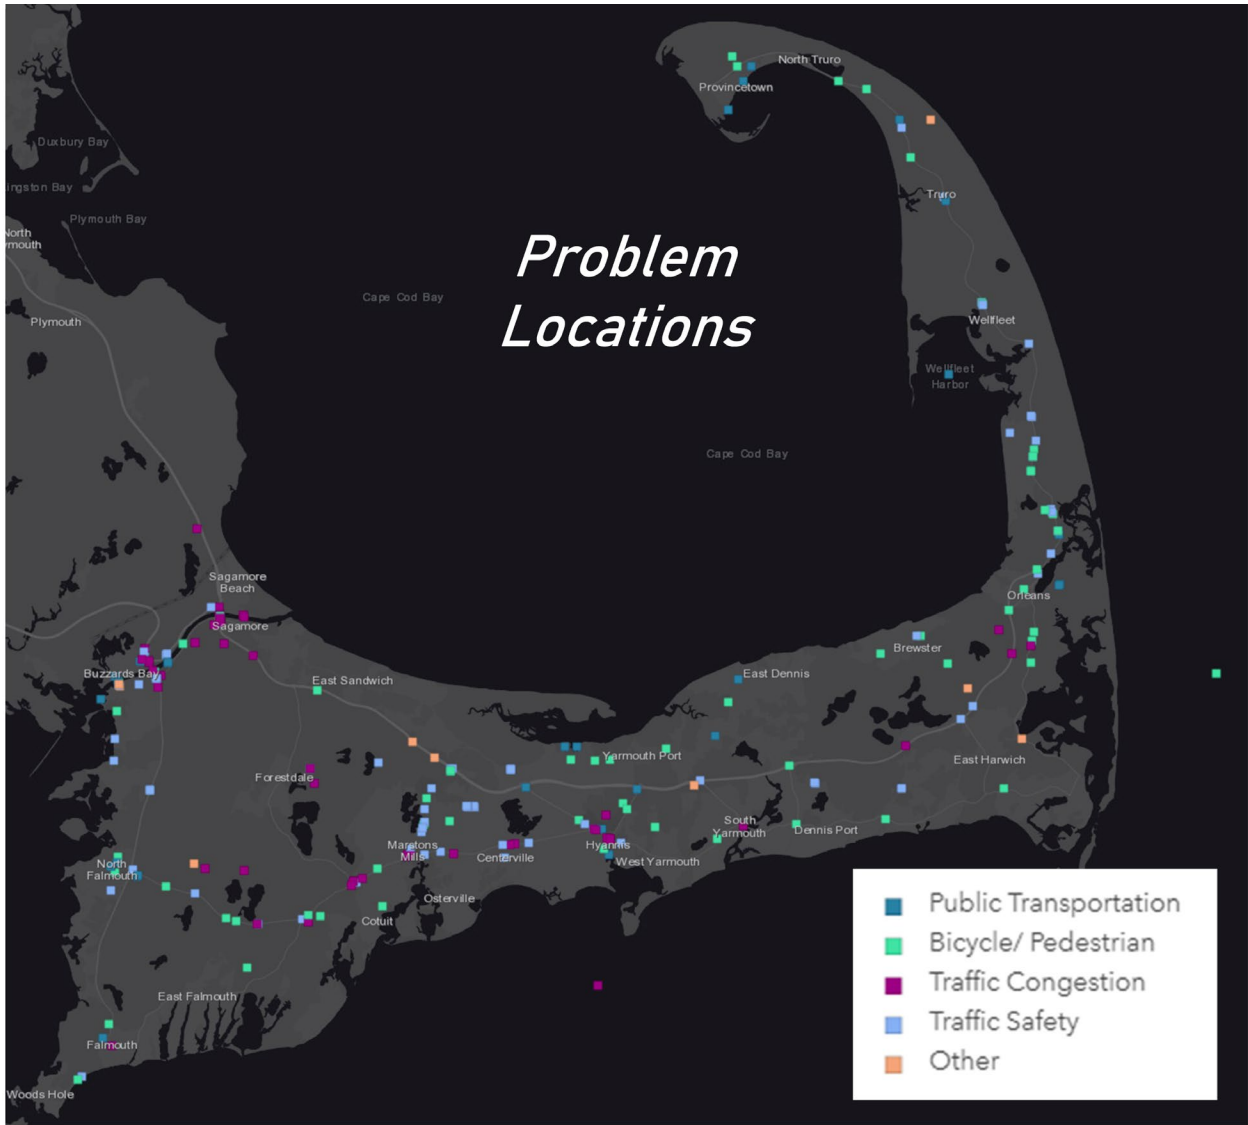 North Truro
Provincetown
Duxbury Bay
ingston Bay
Truro
Plymouth Bay
North
ymouth
Problem
Locations
Cape Cod Bay
Plymouth
Wellfleet
Wellfleet
Harbor
Cape Cod Bay
Sagamore
Beach
Orleans
Sagamore
Brewster
Buzzards Bay
East Sandwich
East Dennis
Yarmouth Port
East Harwich
Forestdale
South
Yarmouth
Dennis Port
Marstons
Mills
Hyannis
Centerville
West Yarmouth
North
Falmouth
Osterville
Cotuit
East Falmouth
Falmouth
Woods Hole
Public Transportation
Bicycle/ Pedestrian
Traffic Congestion
Traffic Safety
Other